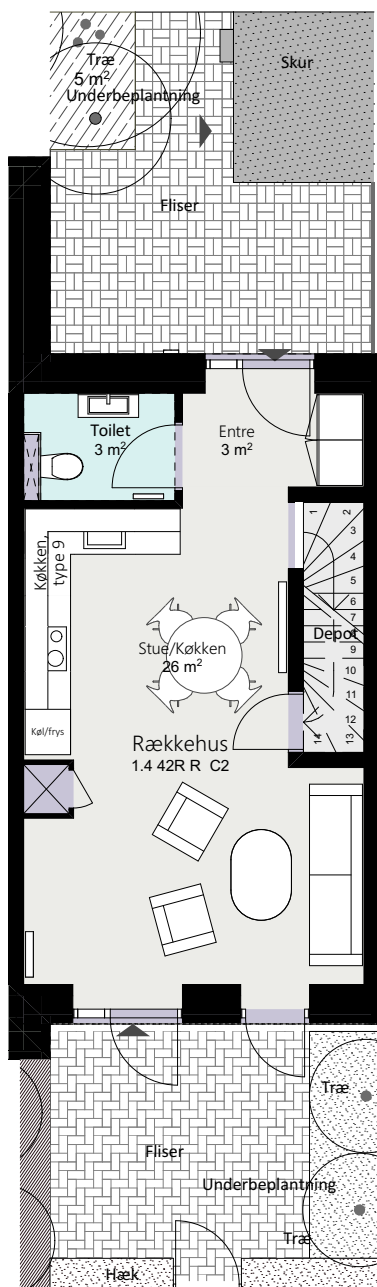 Træ
5 m²
Underbeplantning
Skur
Fliser
Toilet
3 m²
Entre
3 m²
Køkken,
type 9
1
2
3
4
5
6
7
Depot
8
9
10
11
12
13
14
Stue/Køkken
26 m²
Køl/frys
Rækkehus
1.4 42R R C2
Træ
Fliser
Underbeplantning
Træ
Hæk